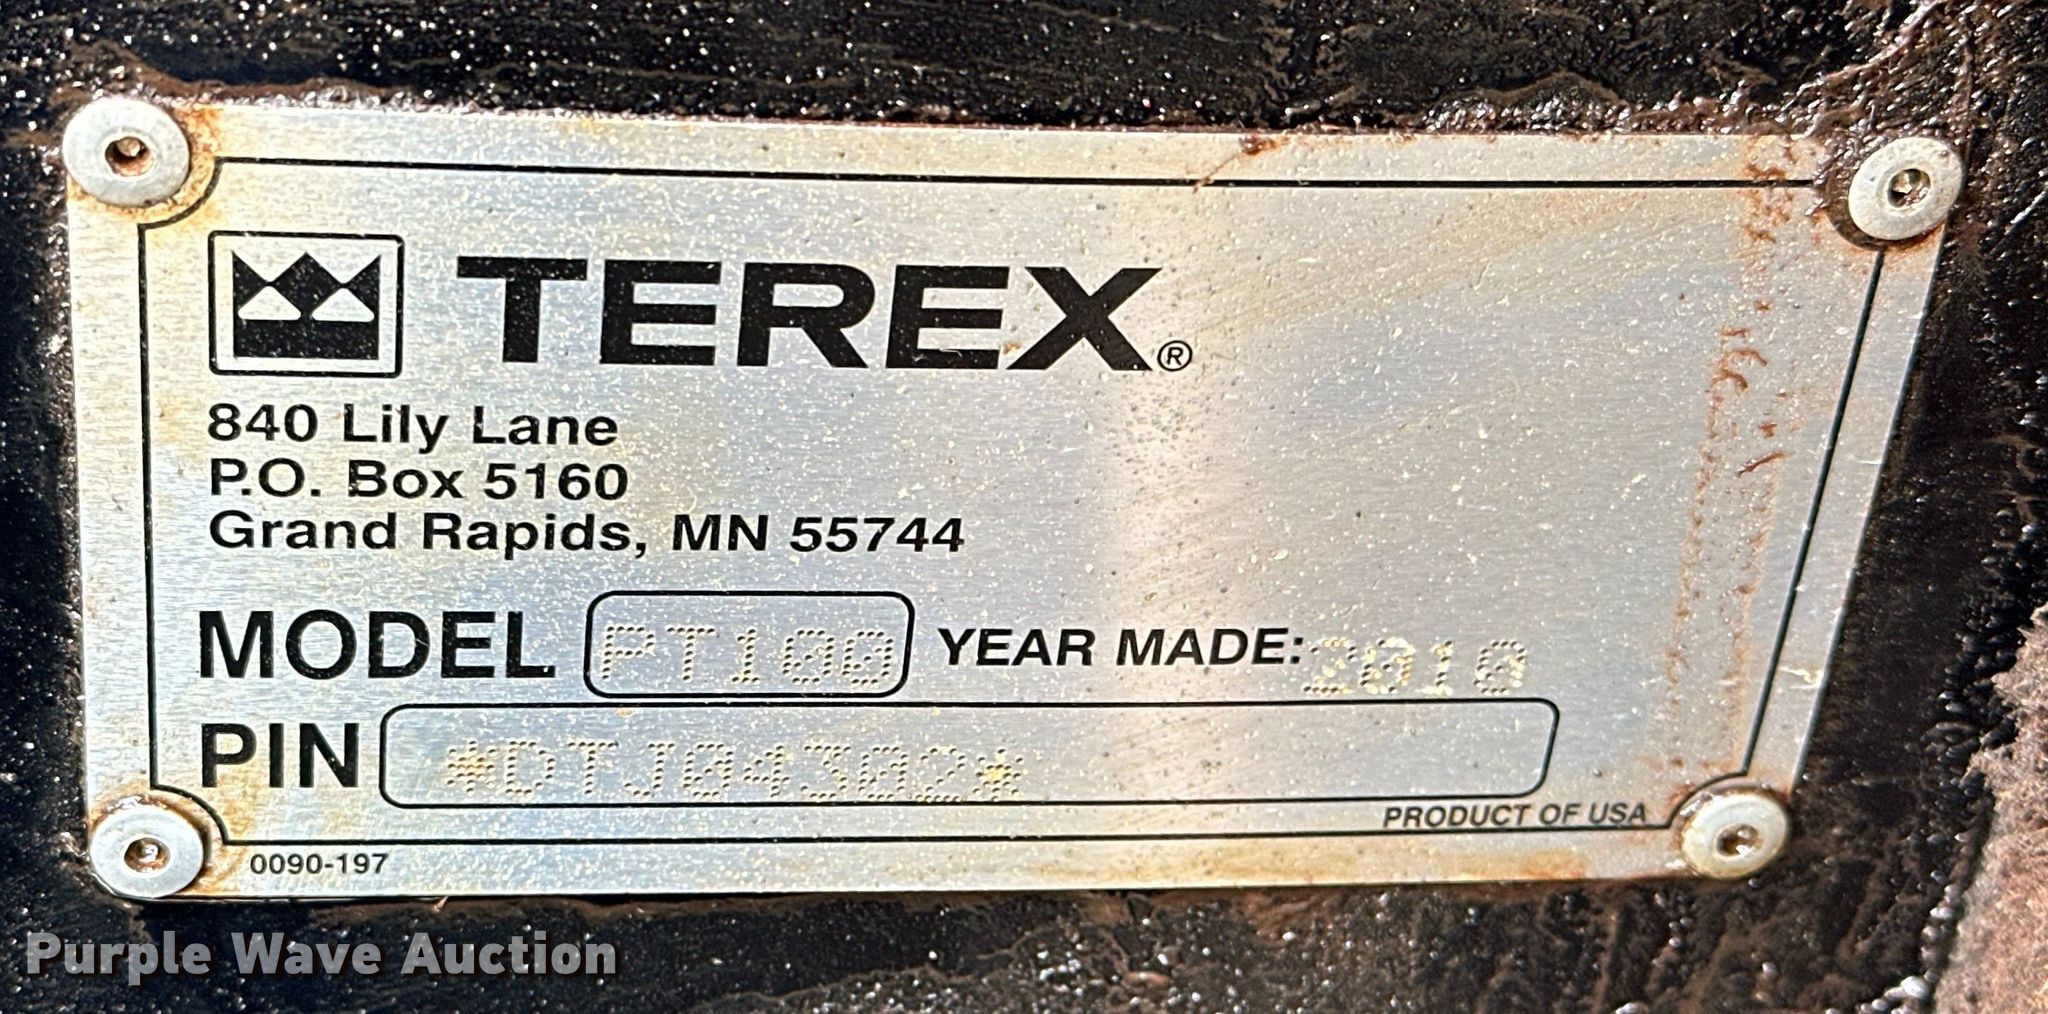 TEREX®
840 Lily Lane
P.O. Box 5160
Grand Rapids, MN 55744
MODEL PT100 YEAR MADE: 2010
PIN *DTJ04302*
PRODUCT OF USA
0090-197
Purple Wave Auction